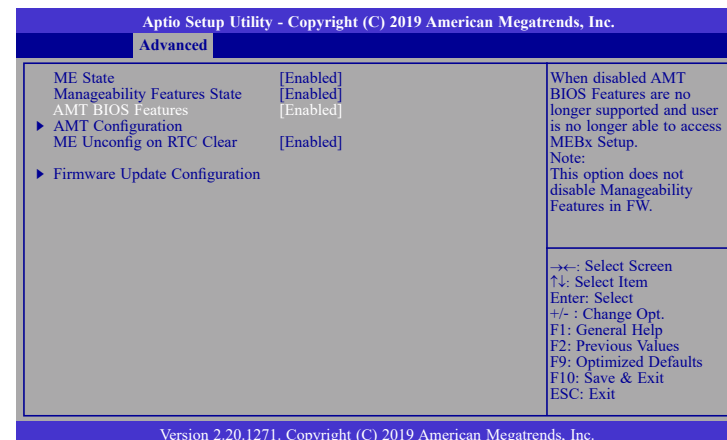 Aptio Setup Utility - Copyright (C) 2019 American Megatrends, Inc.
Advanced
ME State [Enabled]
Manageability Features State [Enabled]
AMT BIOS Features [Enabled]
▶ AMT Configuration
ME Unconfig on RTC Clear [Enabled]
▶ Firmware Update Configuration
When disabled AMT
BIOS Features are no
longer supported and user
is no longer able to access
MEBx Setup.
Note:
This option does not
disable Manageability
Features in FW.
→←: Select Screen
↑↓: Select Item
Enter: Select
+/- : Change Opt.
F1: General Help
F2: Previous Values
F9: Optimized Defaults
F10: Save & Exit
ESC: Exit
Version 2.20.1271. Copyright (C) 2019 American Megatrends, Inc.